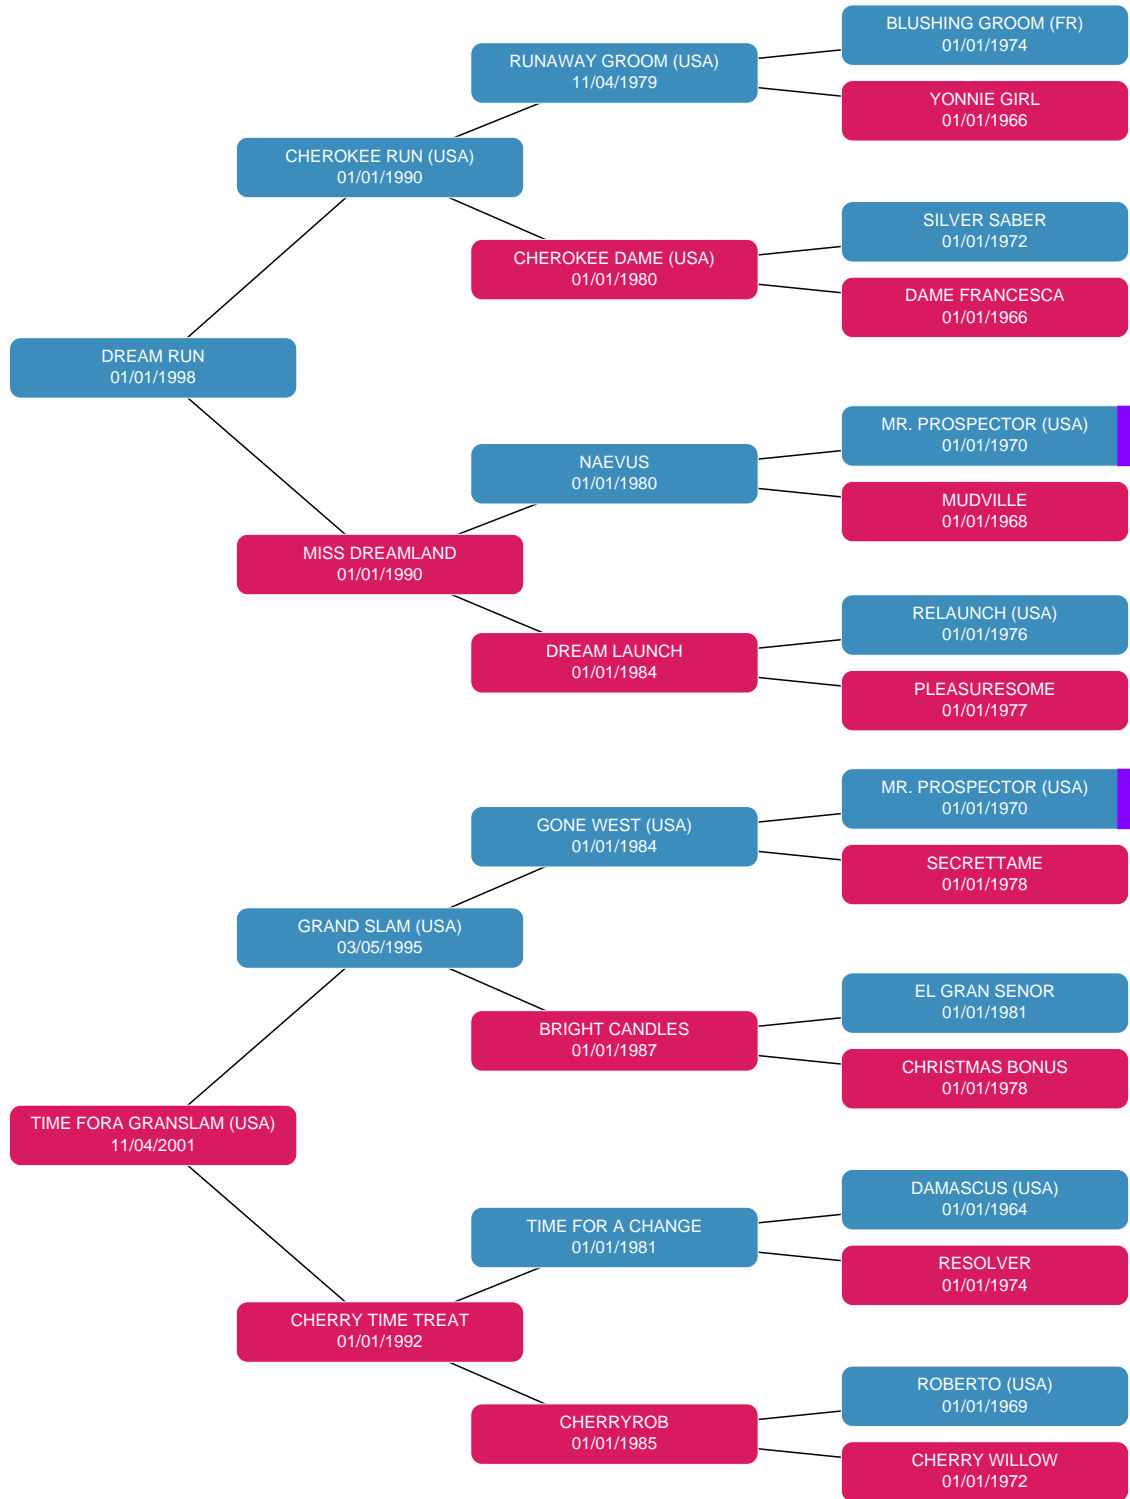 BLUSHING GROOM (FR)
01/01/1974
RUNAWAY GROOM (USA)
11/04/1979
YONNIE GIRL
01/01/1966
CHEROKEE RUN (USA)
01/01/1990
SILVER SABER
01/01/1972
CHEROKEE DAME (USA)
01/01/1980
DAME FRANCESCA
01/01/1966
DREAM RUN
01/01/1998
MR. PROSPECTOR (USA)
01/01/1970
NAEVUS
01/01/1980
MUDVILLE
01/01/1968
MISS DREAMLAND
01/01/1990
RELAUNCH (USA)
01/01/1976
DREAM LAUNCH
01/01/1984
PLEASURESOME
01/01/1977
MR. PROSPECTOR (USA)
01/01/1970
GONE WEST (USA)
01/01/1984
SECRETTAME
01/01/1978
GRAND SLAM (USA)
03/05/1995
EL GRAN SENOR
01/01/1981
BRIGHT CANDLES
01/01/1987
CHRISTMAS BONUS
01/01/1978
TIME FORA GRANSLAM (USA)
11/04/2001
DAMASCUS (USA)
01/01/1964
TIME FOR A CHANGE
01/01/1981
RESOLVER
01/01/1974
CHERRY TIME TREAT
01/01/1992
ROBERTO (USA)
01/01/1969
CHERRYROB
01/01/1985
CHERRY WILLOW
01/01/1972